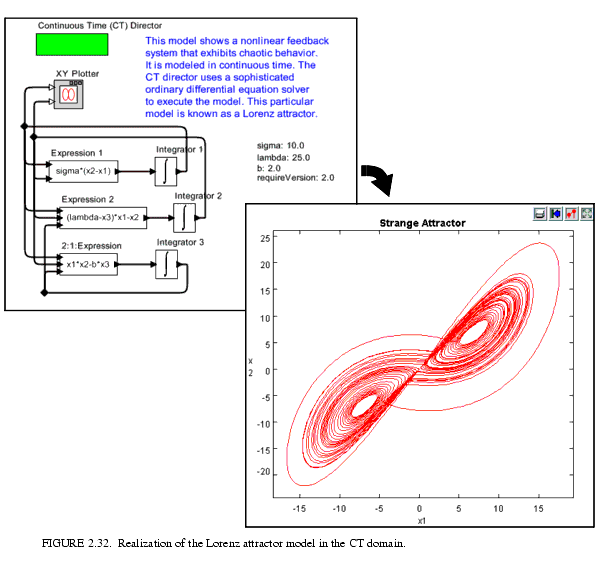 Continuous Time (CT) Director
This model shows a nonlinear feedback
system that exhibits chaotic behavior.
It is modeled in continuous time. The
CT director uses a sophisticated
ordinary differential equation solver
to execute the model. This particular
model is known as a Lorenz attractor.
XY Plotter
sigma: 10.0
lambda: 25.0
b: 2.0
requireVersion: 2.0
Expression 1
Integrator 1
sigma*(x2-x1)
∫
Expression 2
Integrator 2
(lambda-x3)*x1-x2
∫
2:1:Expression
Integrator 3
x1*x2-b*x3
∫
Strange Attractor
25
20
15
10
5
0
-5
-10
-15
-20
x
2
-15
-10
-5
0
5
10
15
x1
FIGURE 2.32. Realization of the Lorenz attractor model in the CT domain.